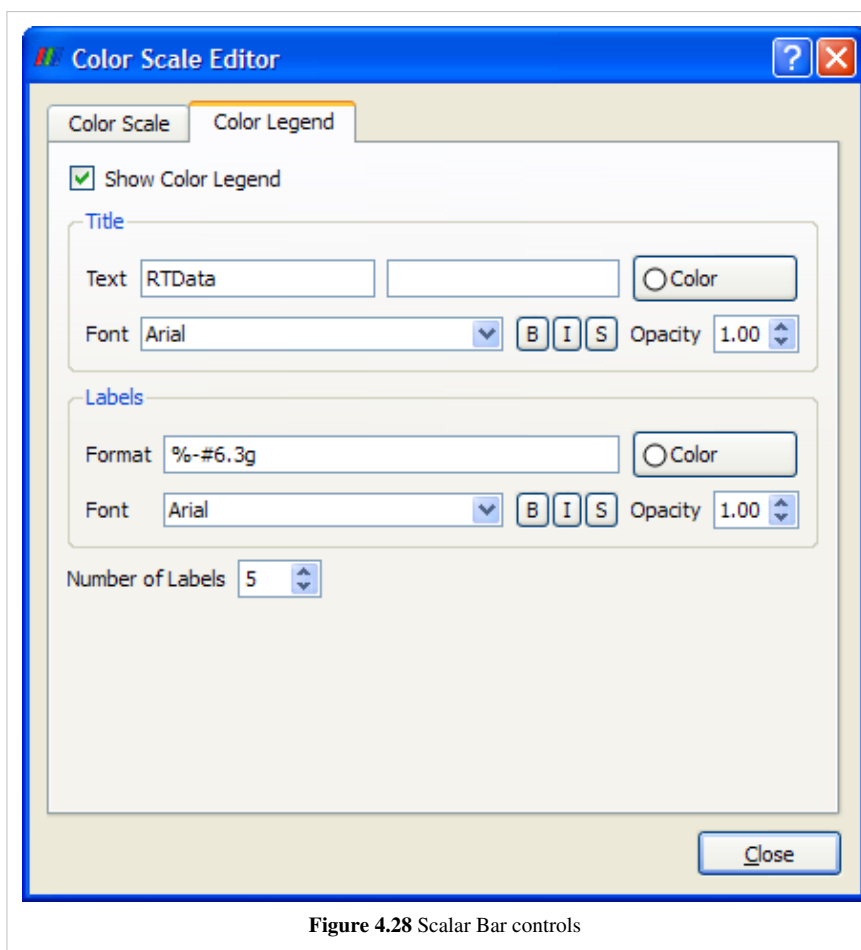 Color Scale Editor ?
Color Scale Color Legend
Show Color Legend
Title
Text RTData Color
Font Arial B I S Opacity 1.00
Labels
Format %-#6.3g Color
Font Arial B I S Opacity 1.00
Number of Labels 5
Close
Figure 4.28 Scalar Bar controls